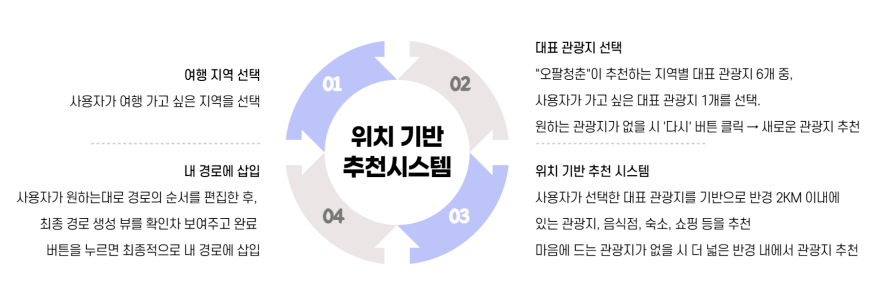 여행 지역 선택
사용자가 여행 가고 싶은 지역을 선택
01
02
대표 관광지 선택
"오팔청춘"이 추천하는 지역별 대표 관광지 6개 중,
사용자가 가고 싶은 대표 관광지 1개를 선택.
원하는 관광지가 없을 시 '다시' 버튼 클릭 → 새로운 관광지 추천
위치 기반
추천시스템
위치 기반 추천 시스템
사용자가 선택한 대표 관광지를 기반으로 반경 2KM 이내에
있는 관광지, 음식점, 숙소, 쇼핑 등을 추천
마음에 드는 관광지가 없을 시 더 넓은 반경 내에서 관광지 추천
03
04
내 경로에 삽입
사용자가 원하는대로 경로의 순서를 편집한 후,
최종 경로 생성 뷰를 확인차 보여주고 완료
버튼을 누르면 최종적으로 내 경로에 삽입